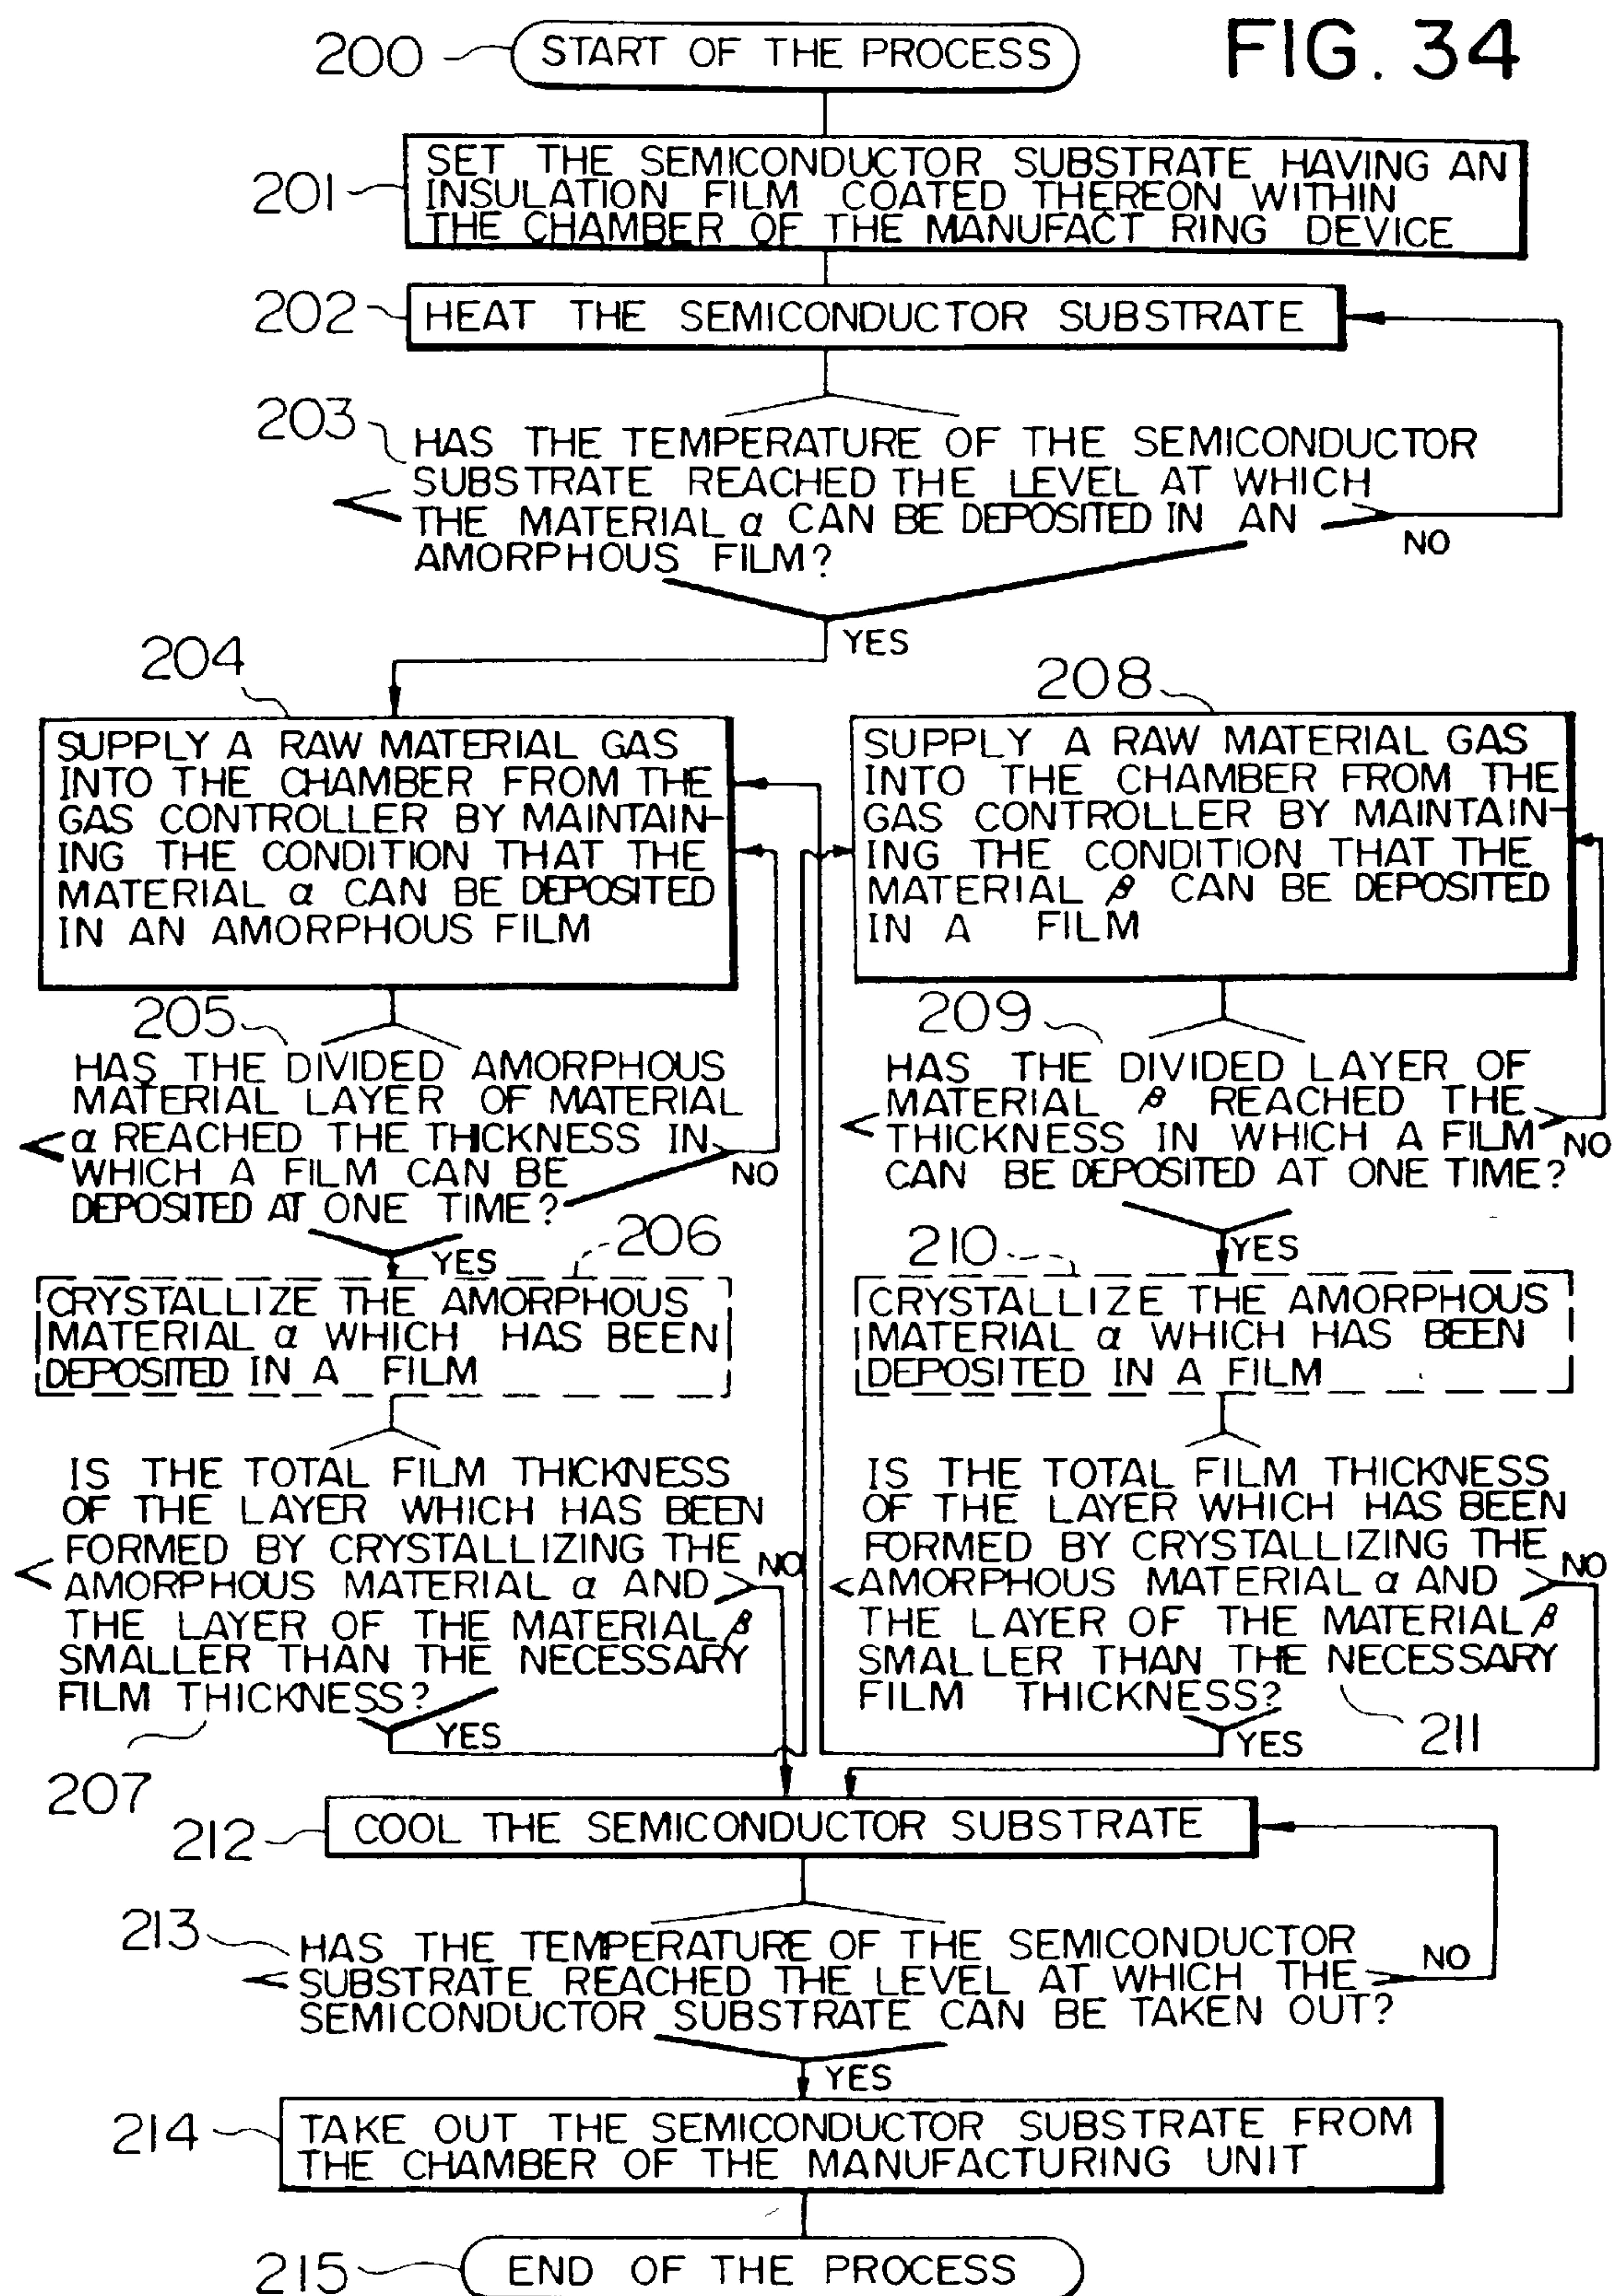 FIG. 34
200
START OF THE PROCESS
201
SET THE SEMICONDUCTOR SUBSTRATE HAVING AN
INSULATION FILM COATED THEREON WITHIN
THE CHAMBER OF THE MANUFACT RING DEVICE
202
HEAT THE SEMICONDUCTOR SUBSTRATE
203
HAS THE TEMPERATURE OF THE SEMICONDUCTOR
SUBSTRATE REACHED THE LEVEL AT WHICH
THE MATERIAL α CAN BE DEPOSITED IN AN
AMORPHOUS FILM?
NO
YES
204
SUPPLY A RAW MATERIAL GAS
INTO THE CHAMBER FROM THE
GAS CONTROLLER BY MAINTAIN-
ING THE CONDITION THAT THE
MATERIAL α CAN BE DEPOSITED
IN AN AMORPHOUS FILM
205
HAS THE DIVIDED AMORPHOUS
MATERIAL LAYER OF MATERIAL
α REACHED THE THICKNESS IN
WHICH A FILM CAN BE
DEPOSITED AT ONE TIME?
NO
YES
206
CRYSTALLIZE THE AMORPHOUS
MATERIAL α WHICH HAS BEEN
DEPOSITED IN A FILM
IS THE TOTAL FILM THICKNESS
OF THE LAYER WHICH HAS BEEN
FORMED BY CRYSTALLIZING THE
AMORPHOUS MATERIAL α AND
THE LAYER OF THE MATERIAL β
SMALLER THAN THE NECESSARY
FILM THICKNESS?
NO
YES
207
208
SUPPLY A RAW MATERIAL GAS
INTO THE CHAMBER FROM THE
GAS CONTROLLER BY MAINTAIN-
ING THE CONDITION THAT THE
MATERIAL β CAN BE DEPOSITED
IN A FILM
209
HAS THE DIVIDED LAYER OF
MATERIAL β REACHED THE
THICKNESS IN WHICH A FILM
CAN BE DEPOSITED AT ONE TIME?
NO
YES
210
CRYSTALLIZE THE AMORPHOUS
MATERIAL α WHICH HAS BEEN
DEPOSITED IN A FILM
IS THE TOTAL FILM THICKNESS
OF THE LAYER WHICH HAS BEEN
FORMED BY CRYSTALLIZING THE
AMORPHOUS MATERIAL α AND
THE LAYER OF THE MATERIAL β
SMALLER THAN THE NECESSARY
FILM THICKNESS?
NO
YES
211
212
COOL THE SEMICONDUCTOR SUBSTRATE
213
HAS THE TEMPERATURE OF THE SEMICONDUCTOR
SUBSTRATE REACHED THE LEVEL AT WHICH THE
SEMICONDUCTOR SUBSTRATE CAN BE TAKEN OUT?
NO
YES
214
TAKE OUT THE SEMICONDUCTOR SUBSTRATE FROM
THE CHAMBER OF THE MANUFACTURING UNIT
215
END OF THE PROCESS